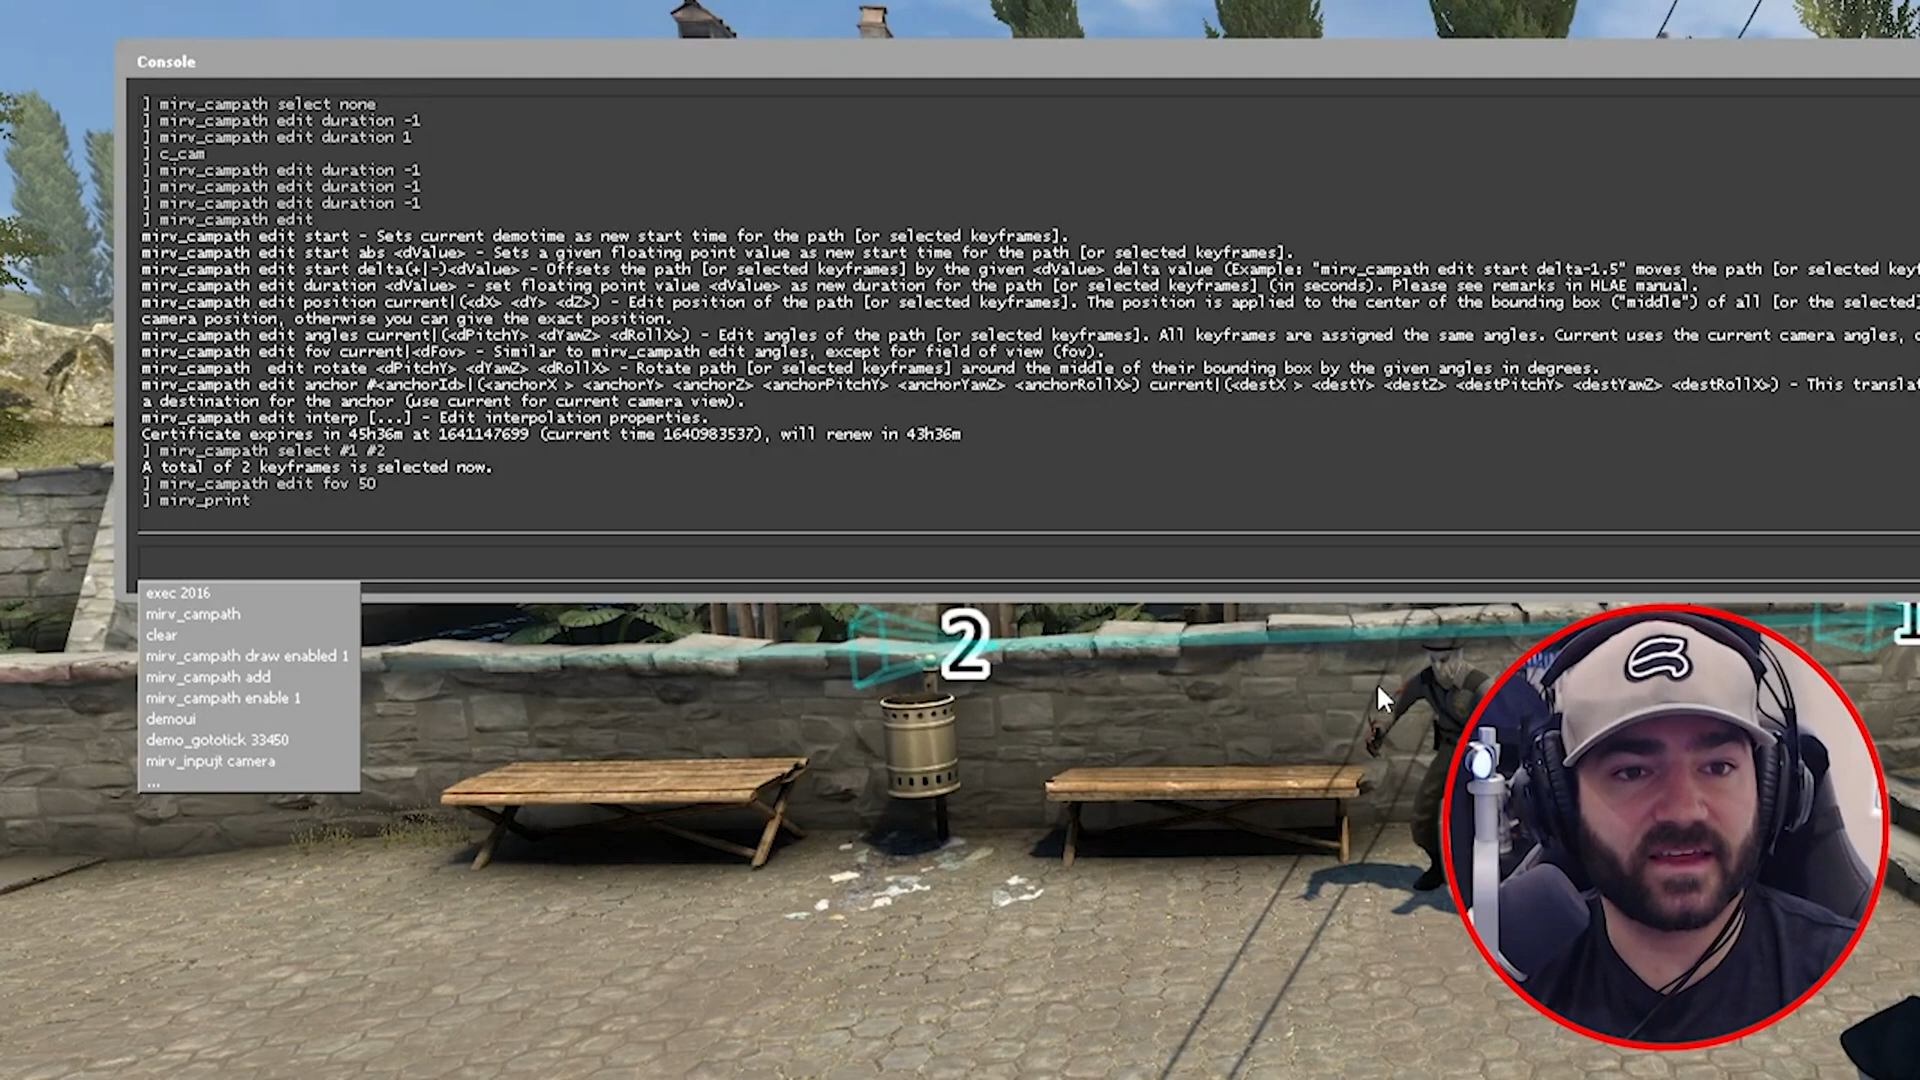 Console
] mirv_campath select none
] mirv_campath edit duration -1
] mirv_campath edit duration 1
] c_cam
] mirv_campath edit duration -1
] mirv_campath edit duration -1
] mirv_campath edit duration -1
] mirv_campath edit
mirv_campath edit start - Sets current demotime as new start time for the path [or selected keyframes].
mirv_campath edit start abs <dValue> - Sets a given floating point value as new start time for the path [or selected keyframes].
mirv_campath edit start delta(+|-)<dValue> - Offsets the path [or selected keyframes] by the given <dValue> delta value (Example: "mirv_campath edit start delta-1.5" moves the path [or selected keyf
mirv_campath edit duration <dValue> - set floating point value <dValue> as new duration for the path [or selected keyframes] (in seconds). Please see remarks in HLAE manual.
mirv_campath edit position current|(<dX> <dY> <dZ>) - Edit position of the path [or selected keyframes]. The position is applied to the center of the bounding box ("middle") of all [or the selected]
camera position, otherwise you can give the exact position.
mirv_campath edit angles current|(<dPitchY> <dYawZ> <dRollX>) - Edit angles of the path [or selected keyframes]. All keyframes are assigned the same angles. Current uses the current camera angles,
mirv_campath edit fov current|<dFov> - Similar to mirv_campath edit angles, except for field of view (fov).
mirv_campath  edit rotate <dPitchY> <dYawZ> <dRollX> - Rotate path [or selected keyframes] around the middle of their bounding box by the given angles in degrees.
mirv_campath edit anchor #<anchorId>|(<anchorX > <anchorY> <anchorZ> <anchorPitchY> <anchorYawZ> <anchorRollX>) current|(<destX > <destY> <destZ> <destPitchY> <destYawZ> <destRollX>) - This translat
a destination for the anchor (use current for current camera view).
mirv_campath edit interp [...] - Edit interpolation properties.
Certificate expires in 45h36m at 1641147699 (current time 1640983537), will renew in 43h36m
] mirv_campath select #1 #2
A total of 2 keyframes is selected now.
] mirv_campath edit fov 50
] mirv_print
exec 2016
mirv_campath
clear
mirv_campath draw enabled 1
mirv_campath add
mirv_campath enable 1
demoui
demo_gototick 33450
mirv_inpujt camera
...
2
1